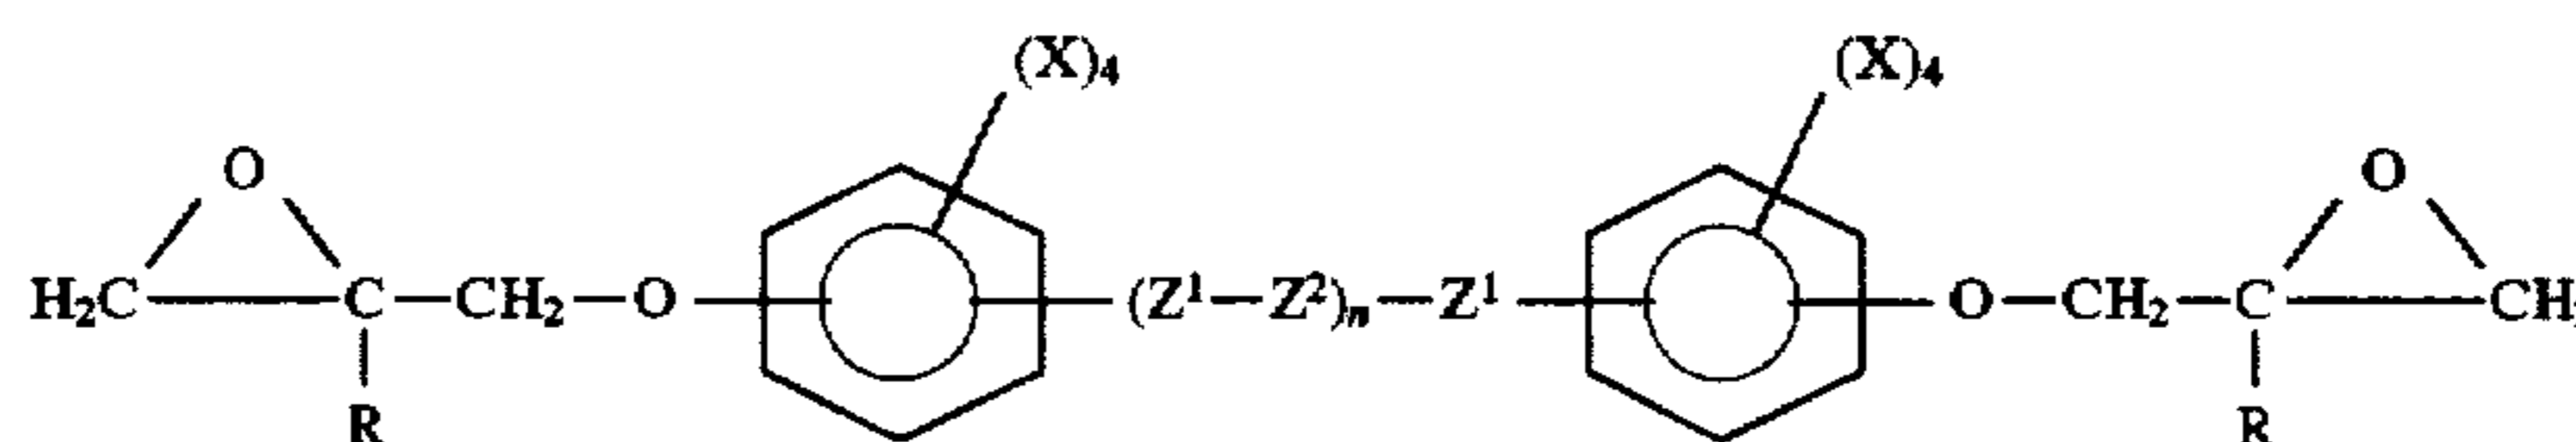 (X)₄ (X)₄
O O
H₂C—C—CH₂—O—(Z¹—Z²)ₙ—Z¹—O—CH₂—C—CH
R R